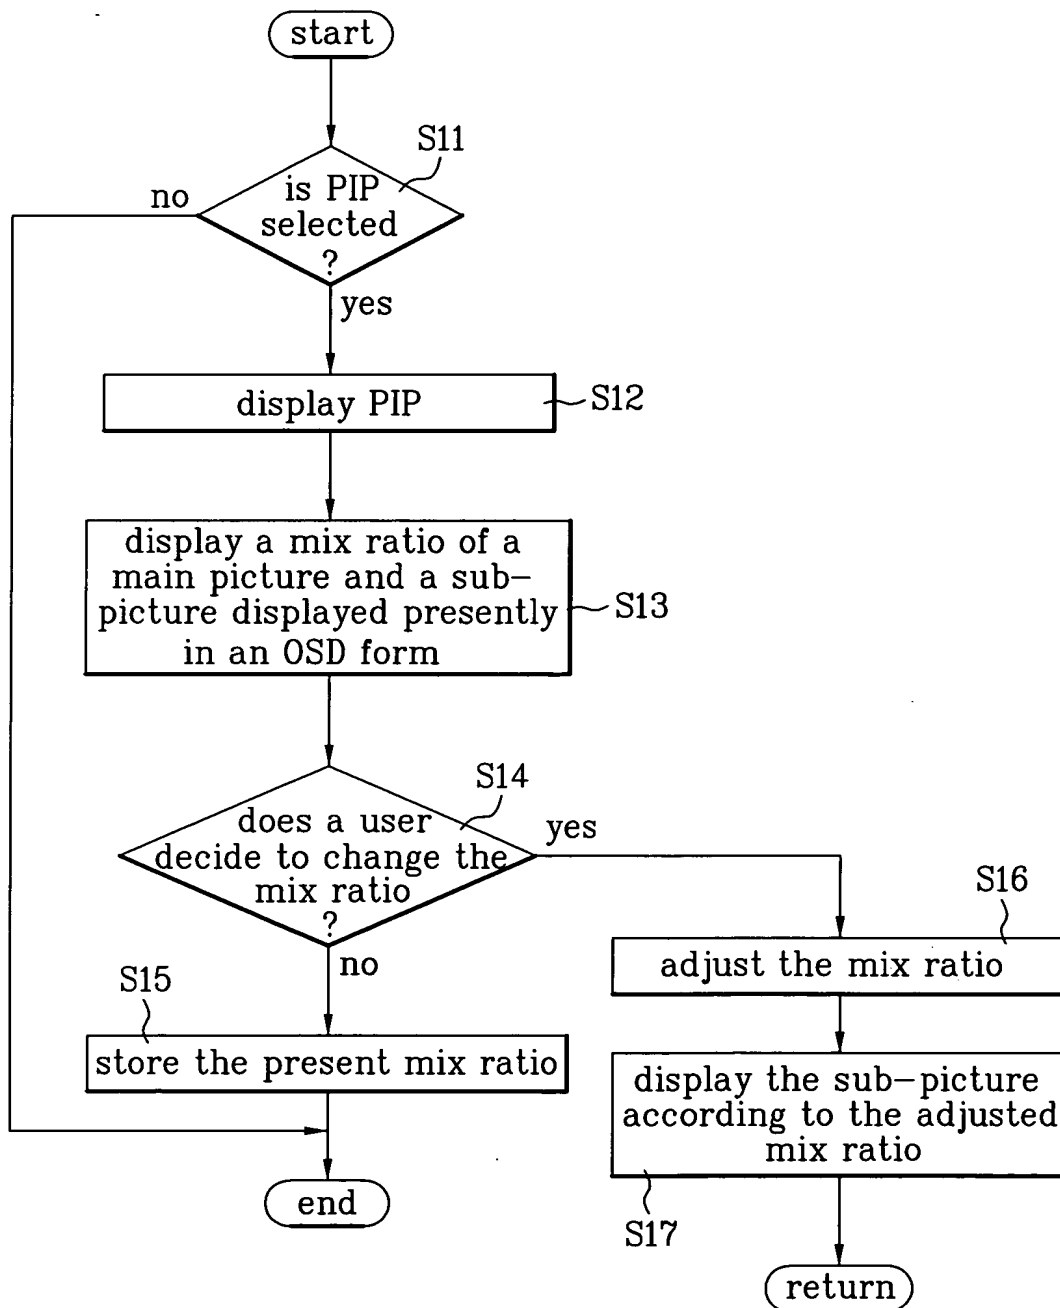 start
S11
no
is PIP
selected
?
yes
display PIP
S12
display a mix ratio of a
main picture and a sub-
picture displayed presently
in an OSD form
S13
S14
does a user
decide to change the
mix ratio
?
yes
no
S15
store the present mix ratio
end
S16
adjust the mix ratio
display the sub-picture
according to the adjusted
mix ratio
S17
return